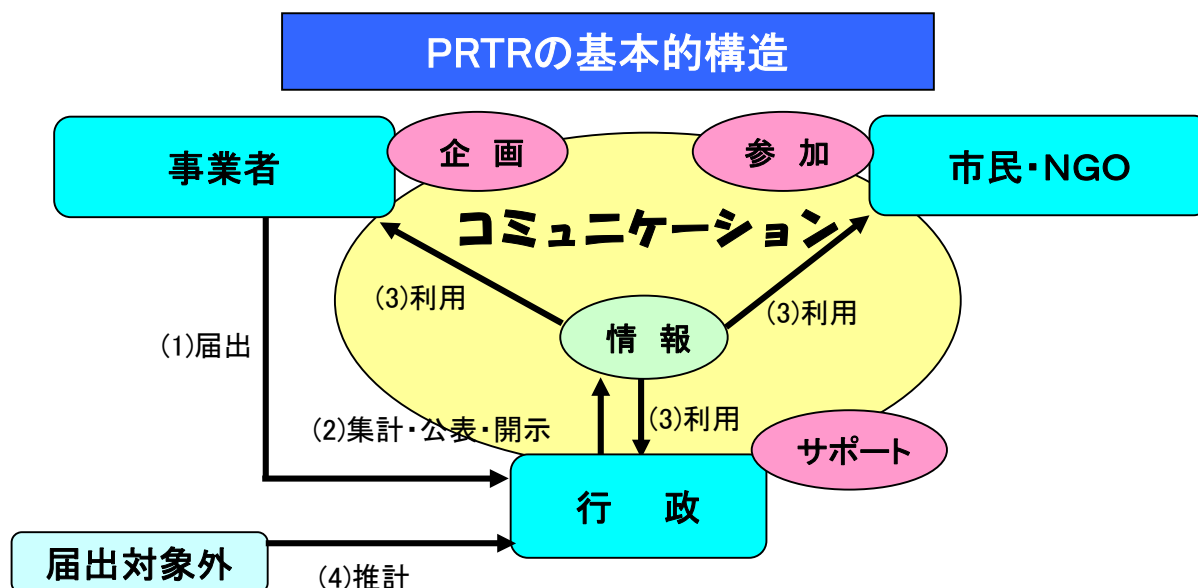 PRTRの基本的構造
事業者
企 画
参 加
市民・NGO
コミュニケーション
(3)利用
(3)利用
情 報
(1)届出
(2)集計・公表・開示
(3)利用
サポート
行 政
届出対象外
(4)推計